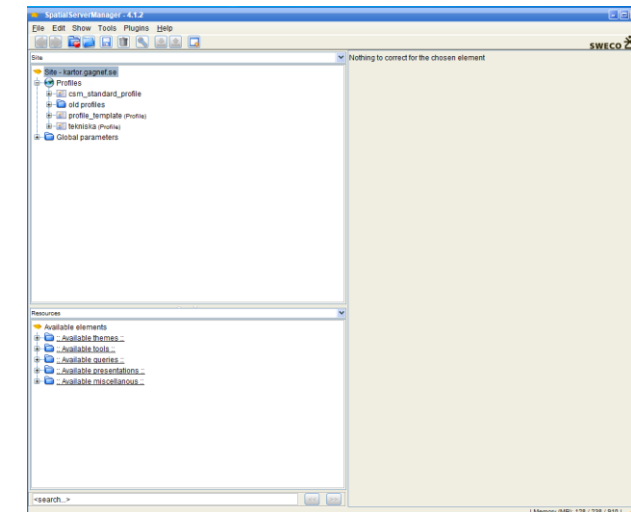 SpatialServerManager - 4.1.2
File Edit Show Tools Plugins Help
SWECO
Site
Nothing to correct for the chosen element
Site - kartor.gagnef.se
Profiles
csm_standard_profile
old profiles
profile_template (Profile)
tekniska (Profile)
Global parameters
Resources
Available elements
:: Available themes ::
:: Available tools ::
:: Available queries ::
:: Available presentations ::
:: Available miscellanous ::
<search...>